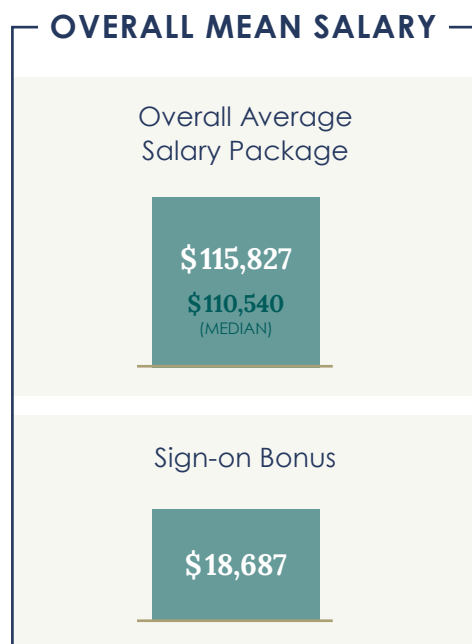 OVERALL MEAN SALARY
Overall Average
Salary Package
$115,827
$110,540
(MEDIAN)
Sign-on Bonus
$18,687